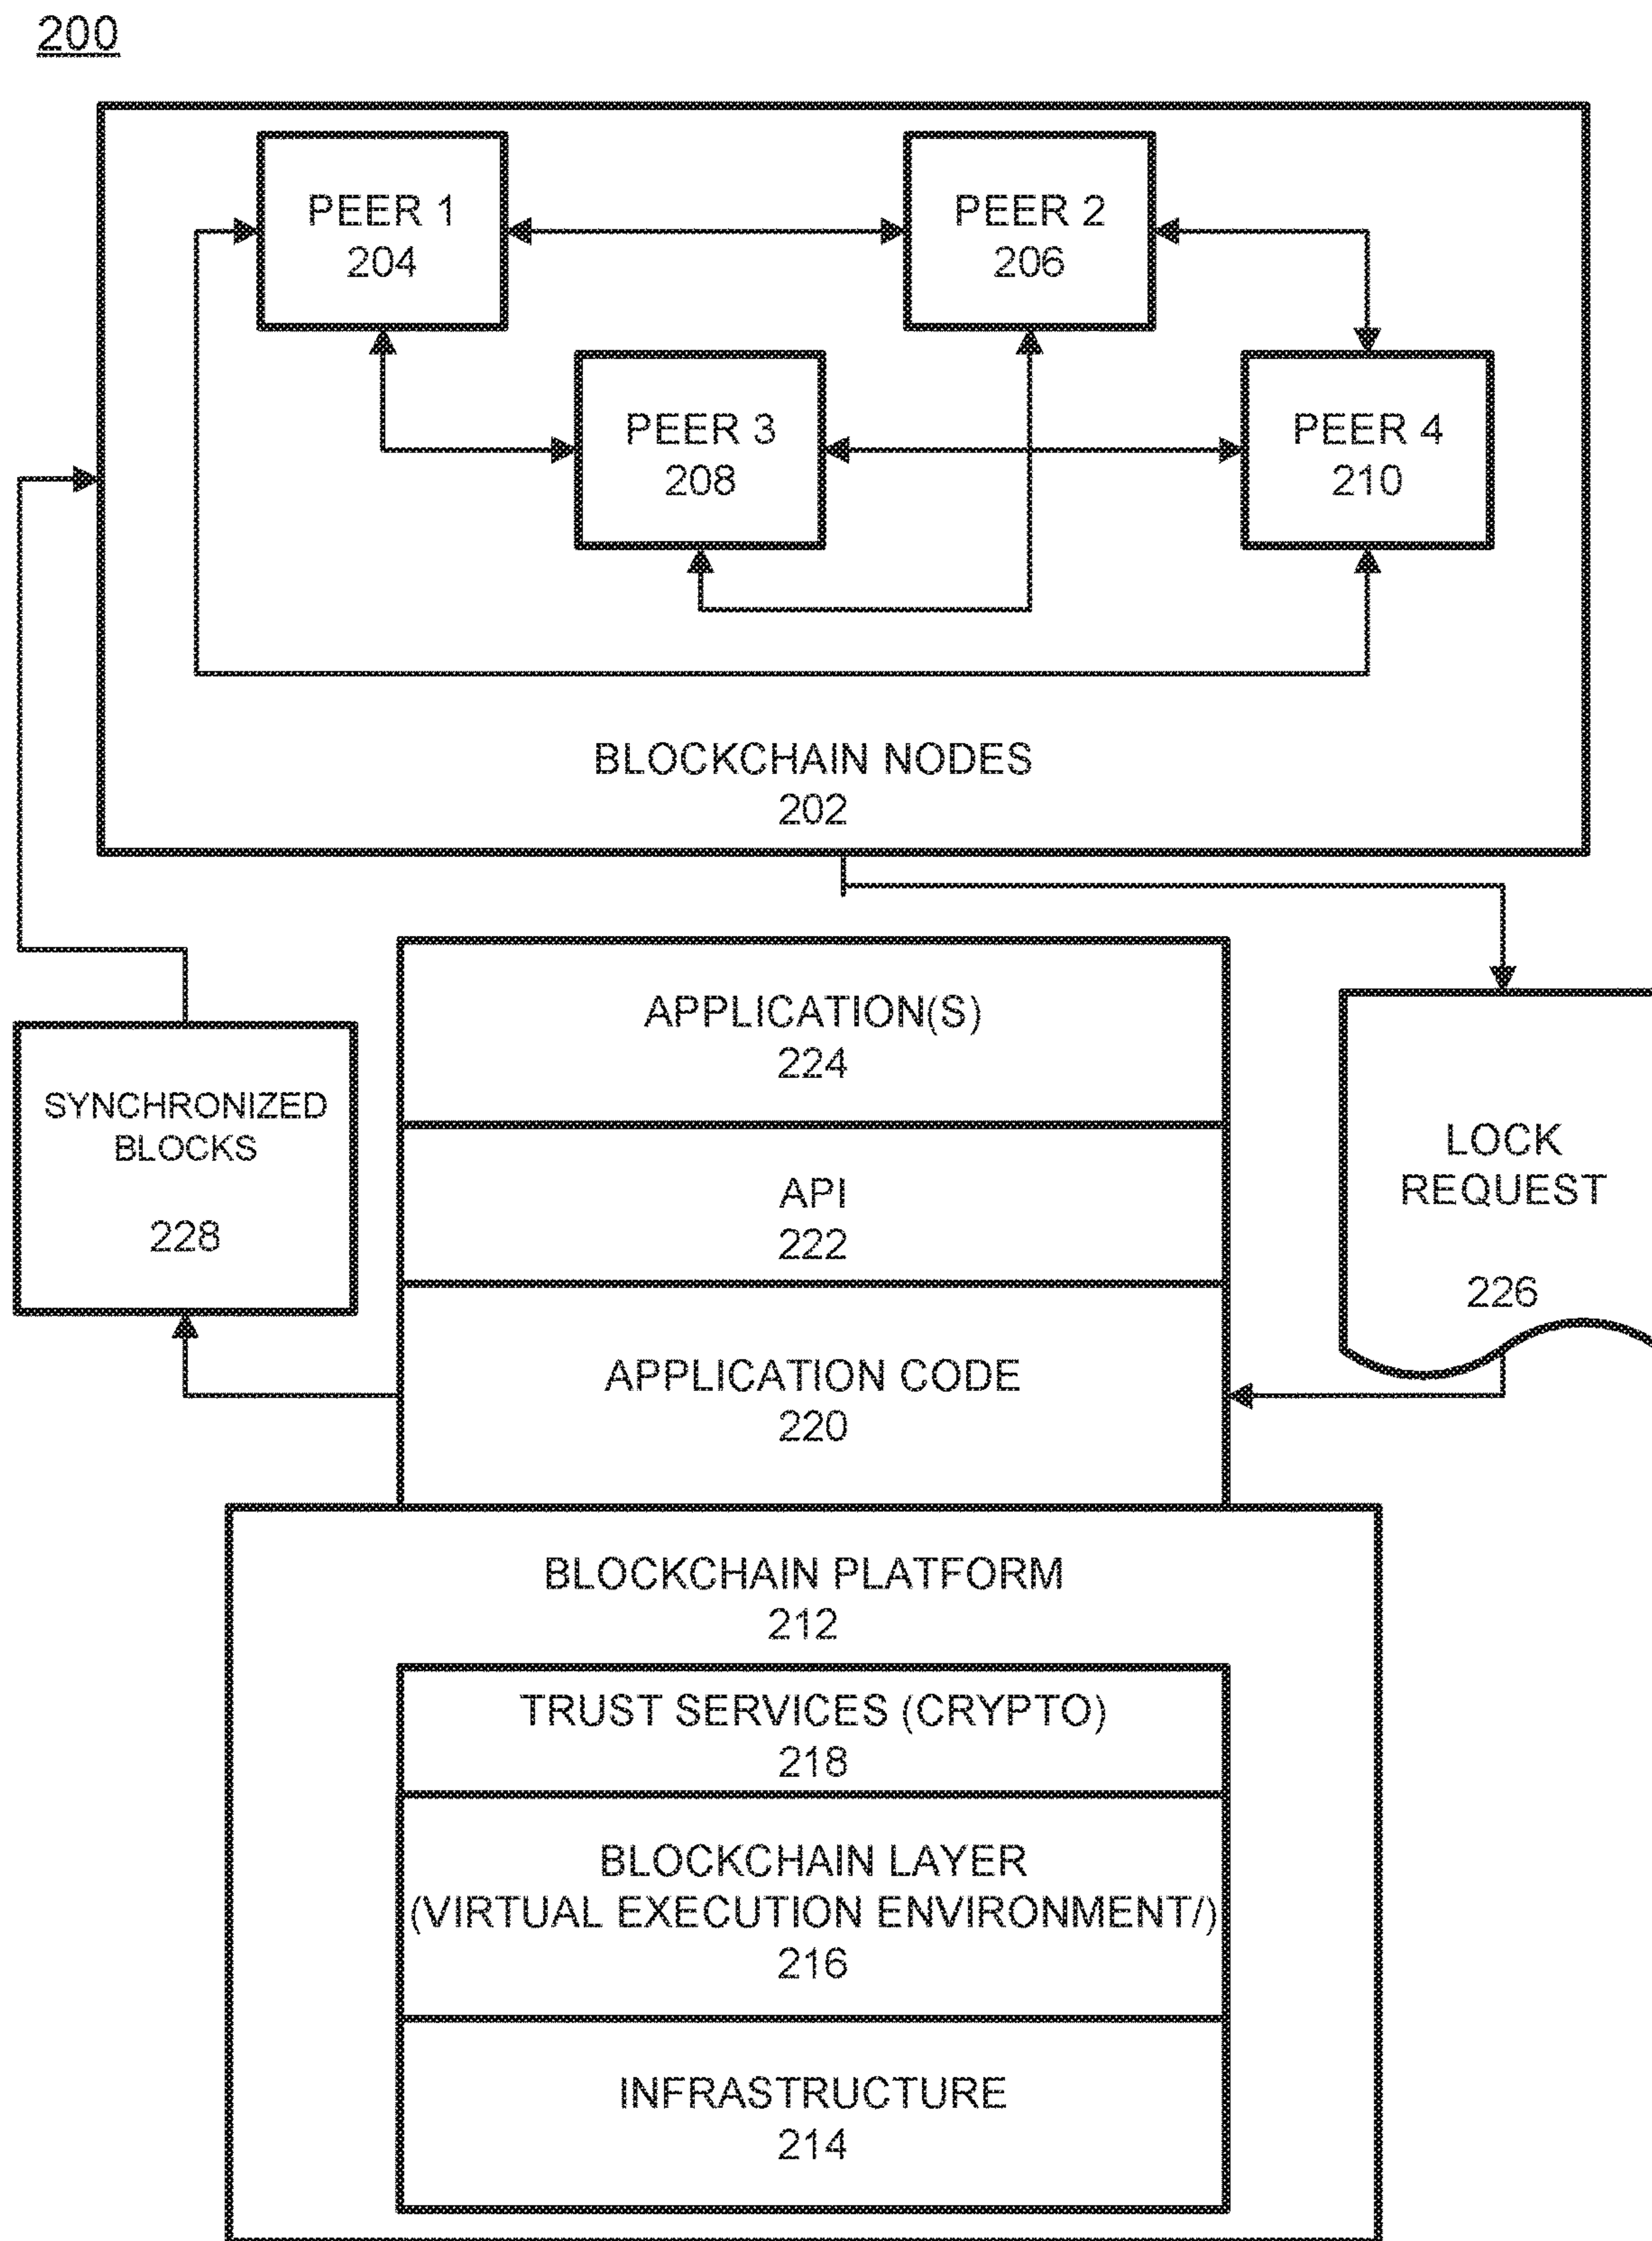 200
PEER 1
204
PEER 2
206
PEER 3
208
PEER 4
210
BLOCKCHAIN NODES
202
APPLICATION(S)
224
SYNCHRONIZED
BLOCKS
228
API
222
LOCK
REQUEST
226
APPLICATION CODE
220
BLOCKCHAIN PLATFORM
212
TRUST SERVICES (CRYPTO)
218
BLOCKCHAIN LAYER
(VIRTUAL EXECUTION ENVIRONMENT/)
216
INFRASTRUCTURE
214